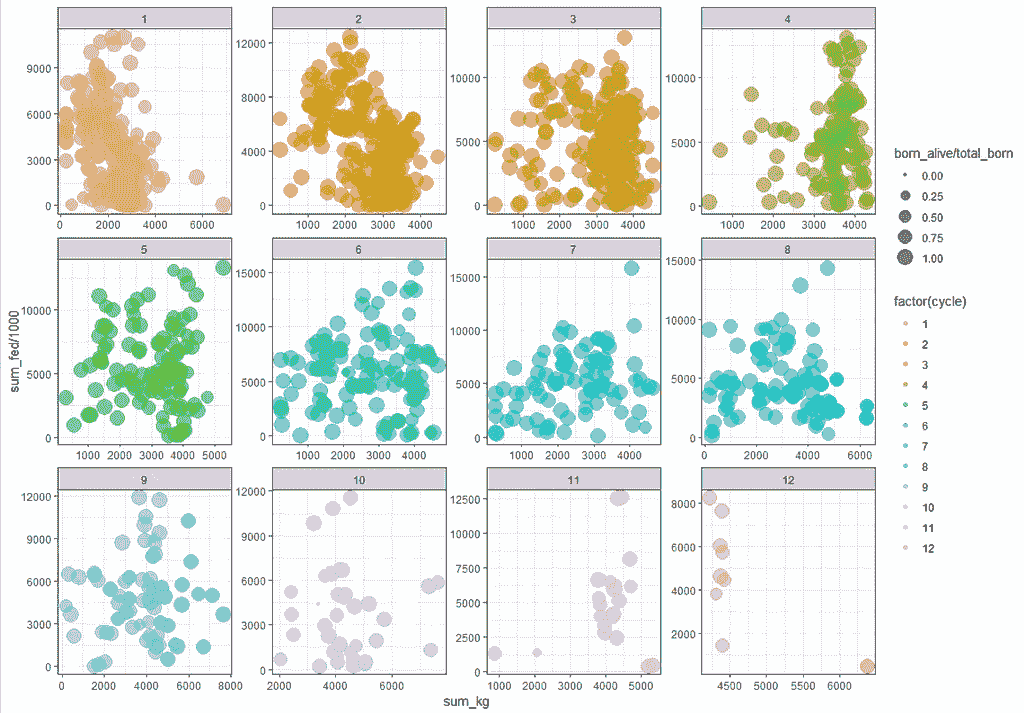 1 2 3 4
9000 6000 3000 0
12000 8000 4000 0
10000 5000 0
10000 5000 0
0 2000 4000 6000
1000 2000 3000 4000
1000 2000 3000 4000
1000 2000 3000 4000
5 6 7 8
10000 5000 0
15000 10000 5000 0
15000 10000 5000 0
15000 10000 5000 0
1000 2000 3000 4000 5000
0 1000 2000 3000 4000
1000 2000 3000 4000
0 2000 4000 6000
9 10 11 12
12000 9000 6000 3000 0
12000 9000 6000 3000 0
12500 10000 7500 5000 2500 0
8000 6000 4000 2000
0 2000 4000 6000 8000
2000 4000 6000
1000 2000 3000 4000 5000
4500 5000 5500 6000
sum_fed/1000
sum_kg
born_alive/total_born
0.00
0.25
0.50
0.75
1.00
factor(cycle)
1
2
3
4
5
6
7
8
9
10
11
12